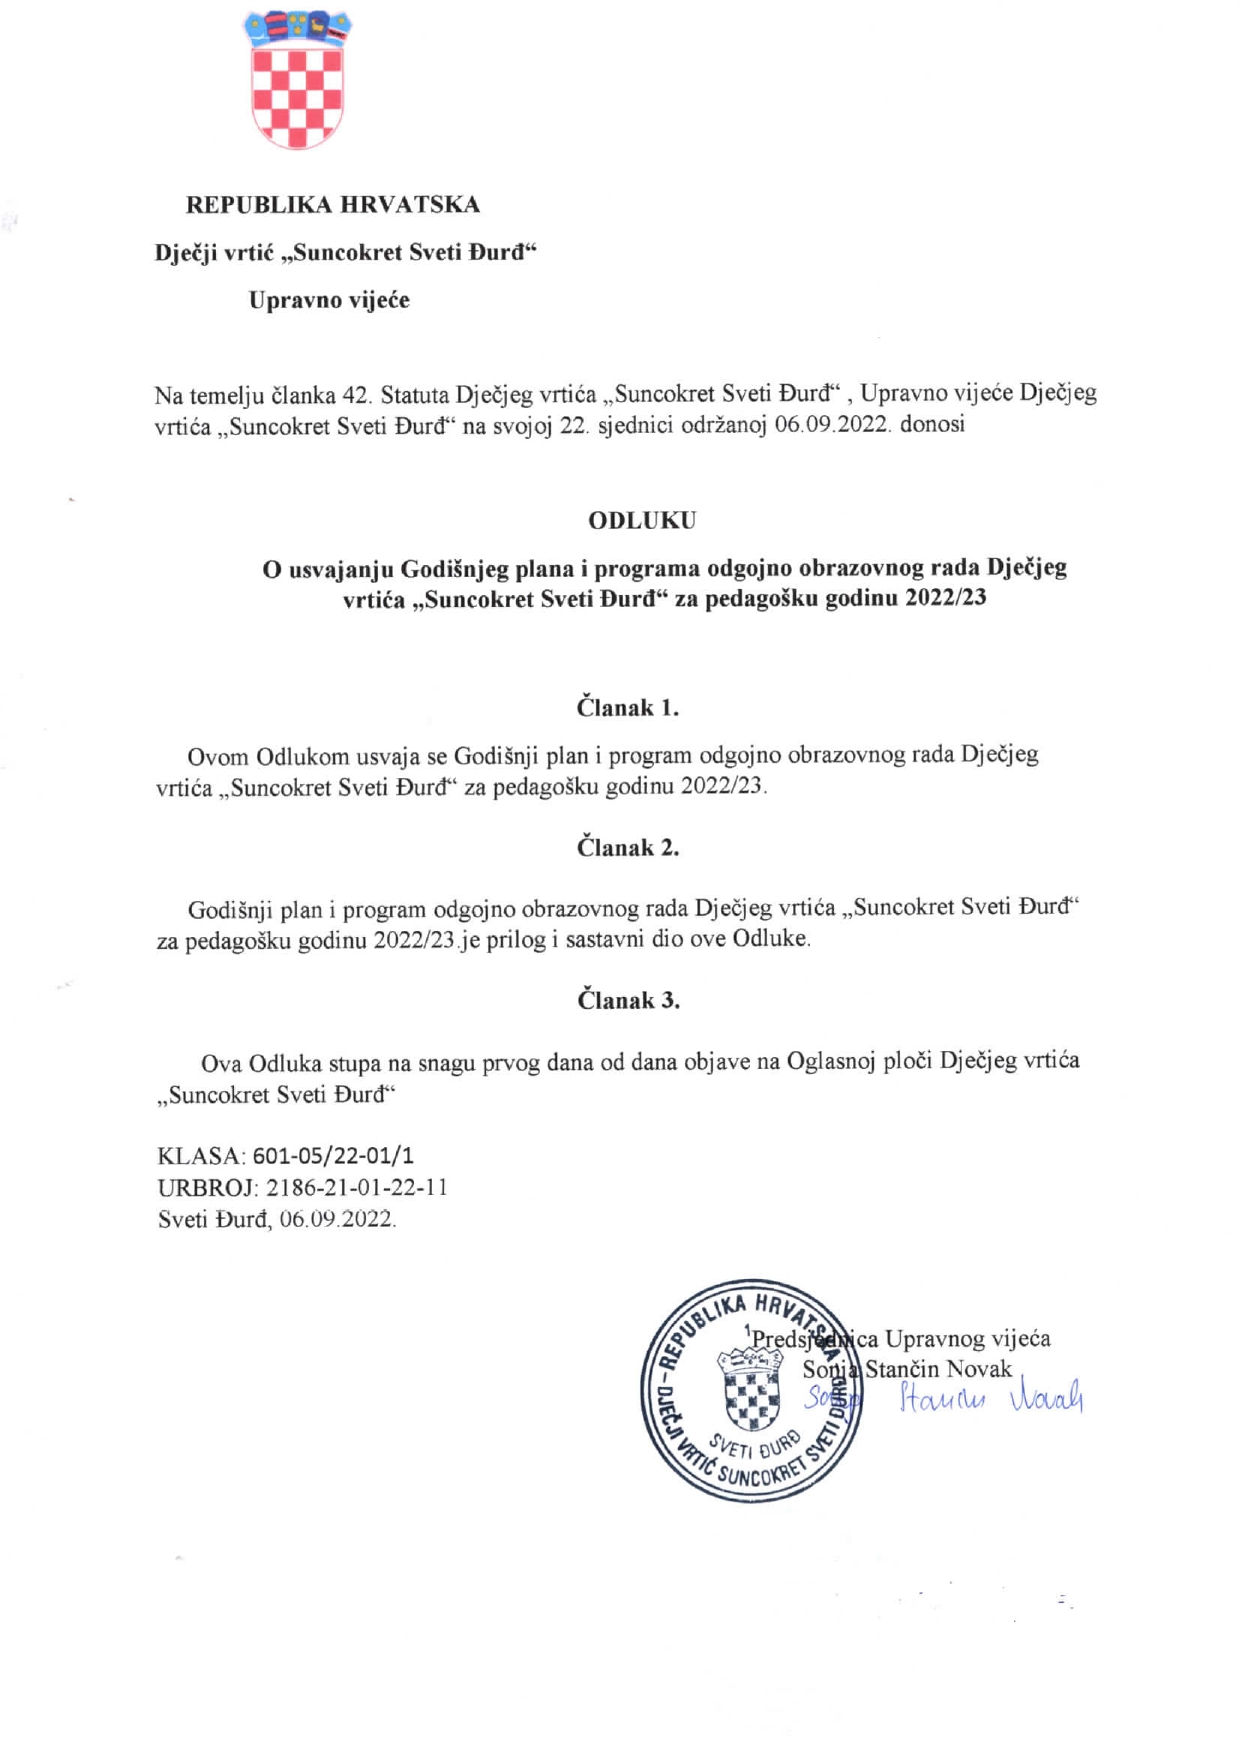 REPUBLIKA HRVATSKA
Dječji vrtić „Suncokret Sveti Đurđ“
Upravno vijeće
Na temelju članka 42. Statuta Dječjeg vrtića „Suncokret Sveti Đurđ“ , Upravno vijeće Dječjeg
vrtića „Suncokret Sveti Đurđ“ na svojoj 22. sjednici održanoj 06.09.2022. donosi
ODLUKU
O usvajanju Godišnjeg plana i programa odgojno obrazovnog rada Dječjeg
vrtića „Suncokret Sveti Đurđ“ za pedagošku godinu 2022/23
Članak 1.
Ovom Odlukom usvaja se Godišnji plan i program odgojno obrazovnog rada Dječjeg
vrtića „Suncokret Sveti Đurđ“ za pedagošku godinu 2022/23.
Članak 2.
Godišnji plan i program odgojno obrazovnog rada Dječjeg vrtića „Suncokret Sveti Đurđ“
za pedagošku godinu 2022/23.je prilog i sastavni dio ove Odluke.
Članak 3.
Ova Odluka stupa na snagu prvog dana od dana objave na Oglasnoj ploči Dječjeg vrtića
„Suncokret Sveti Đurđ“
KLASA: 601-05/22-01/1
URBROJ: 2186-21-01-22-11
Sveti Đurđ, 06.09.2022.
REPUBLIKA HRVATSKA
1
SVETI ĐURĐ
DJEČJI VRTIĆ SUNCOKRET SVETI ĐURĐ
Predsjednica Upravnog vijeća
Sonja Stančin Novak
Sonja Stančin Novak